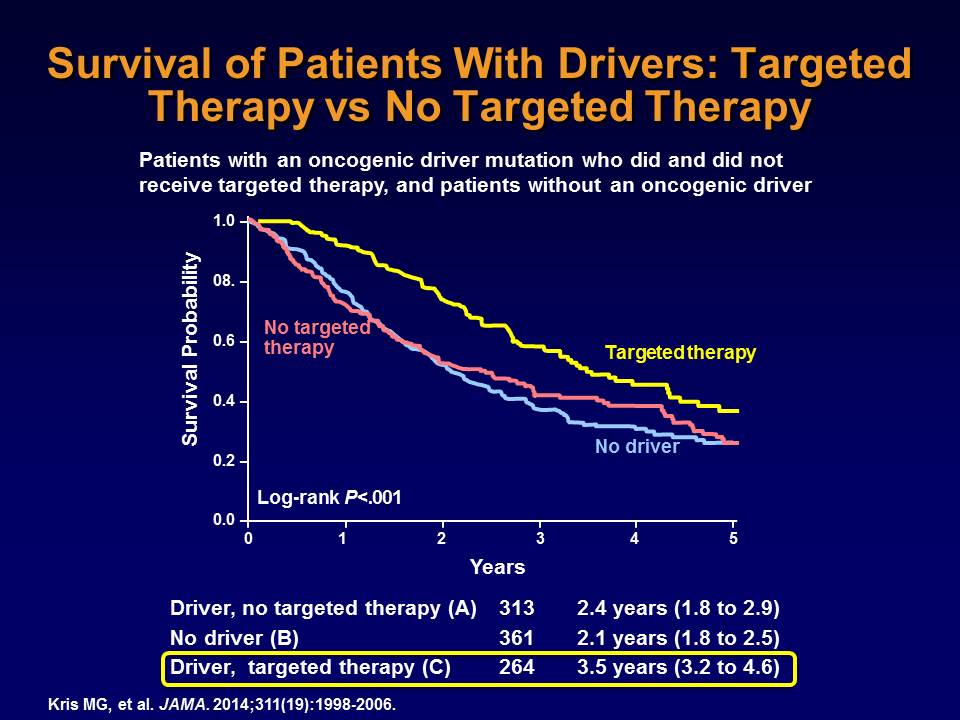 Survival of Patients With Drivers: Targeted
Therapy vs No Targeted Therapy
Patients with an oncogenic driver mutation who did and did not
receive targeted therapy, and patients without an oncogenic driver
1.0
08.
0.6
0.4
0.2
0.0
Survival Probability
No targeted
therapy
Targeted therapy
No driver
Log-rank P<.001
0 1 2 3 4 5
Years
Driver, no targeted therapy (A) 313 2.4 years (1.8 to 2.9)
No driver (B) 361 2.1 years (1.8 to 2.5)
Driver, targeted therapy (C) 264 3.5 years (3.2 to 4.6)
Kris MG, et al. JAMA. 2014;311(19):1998-2006.